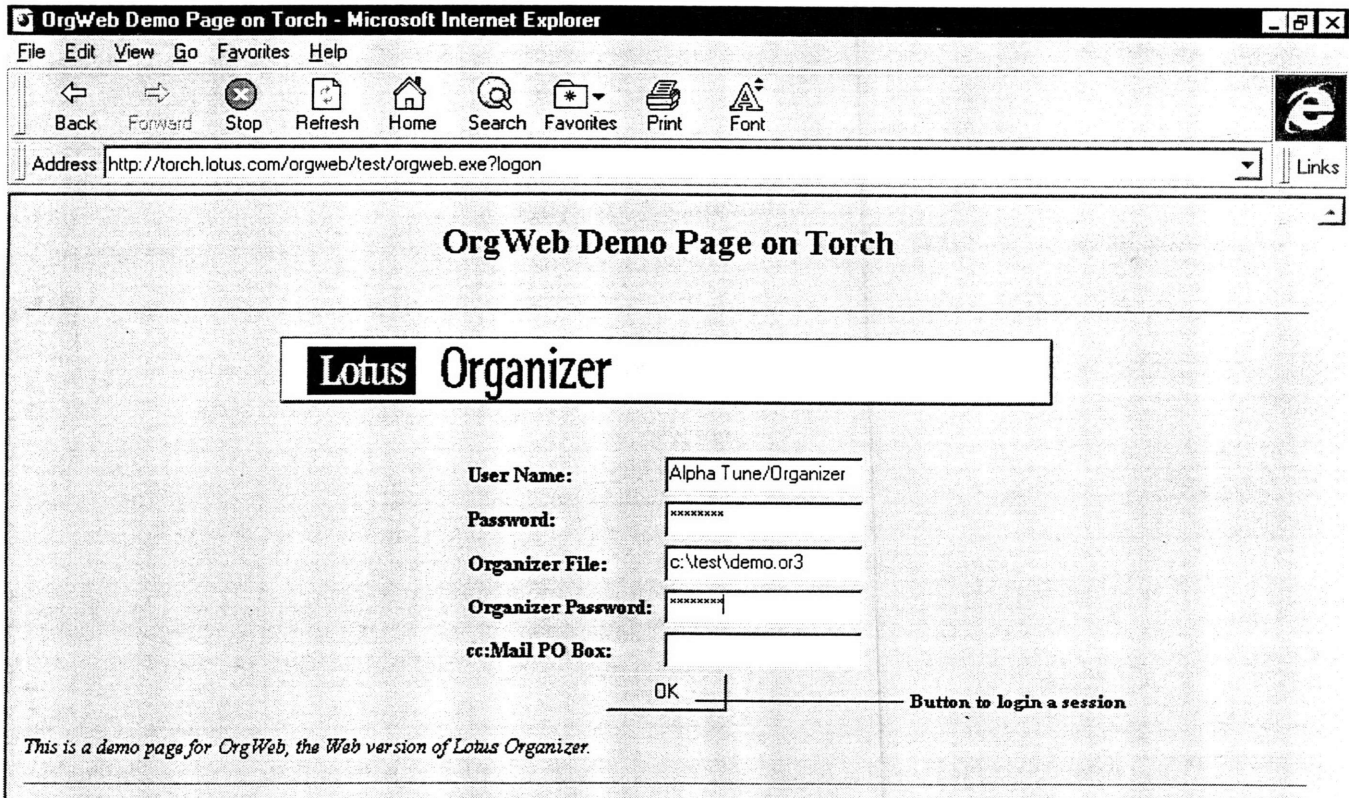 OrgWeb Demo Page on Torch - Microsoft Internet Explorer
File Edit View Go Favorites Help
Back Forward Stop Refresh Home Search Favorites Print Font
Address http://torch.lotus.com/orgweb/test/orgweb.exe?logon Links
OrgWeb Demo Page on Torch
Lotus Organizer
User Name: Alpha Tune/Organizer
Password: ********
Organizer File: c:\test\demo.or3
Organizer Password: ********
cc:Mail PO Box:
OK Button to login a session
This is a demo page for OrgWeb, the Web version of Lotus Organizer.